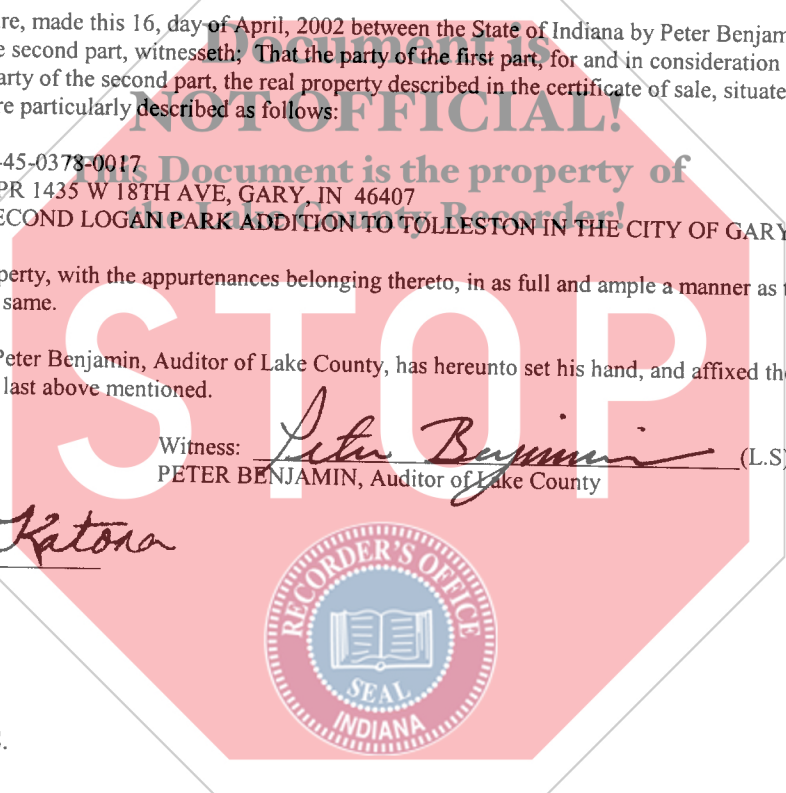 re, made this 16, day of April, 2002 between the State of Indiana by Peter Benjam
Document is
e second part, witnesseth; That the party of the first part, for and in consideration
arty of the second part, the real property described in the certificate of sale, situate
re particularly described as follows:
NOT OFFICIAL!
-45-0378-0017
This Document is the property of
PR 1435 W 18TH AVE, GARY, IN 46407
the Lake County Recorder!
ECOND LOGAN PARK ADDITION TO TOLLESTON IN THE CITY OF GARY
perty, with the appurtenances belonging thereto, in as full and ample a manner as t
same.
STOP
Peter Benjamin, Auditor of Lake County, has hereunto set his hand, and affixed the
last above mentioned.
Witness: Peter Benjamin (L.S)
PETER BENJAMIN, Auditor of Lake County
Katona
RECORDER'S OFFICE
SEAL
INDIANA